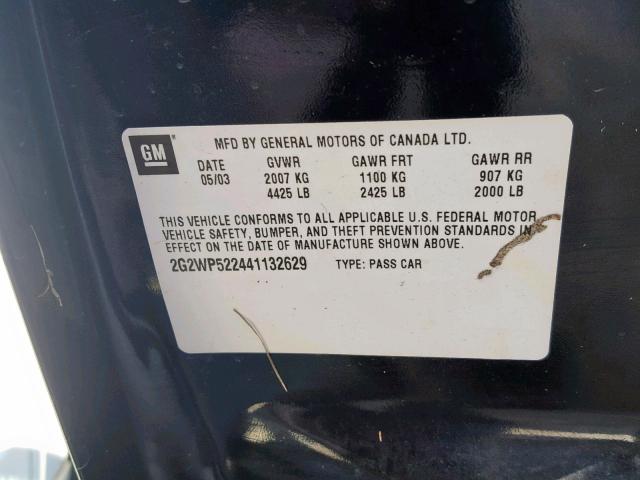 GM
MFD BY GENERAL MOTORS OF CANADA LTD.
DATE GVWR GAWR FRT GAWR RR
05/03 2007 KG 1100 KG 907 KG
4425 LB 2425 LB 2000 LB
THIS VEHICLE CONFORMS TO ALL APPLICABLE U.S. FEDERAL MOTOR
VEHICLE SAFETY, BUMPER, AND THEFT PREVENTION STANDARDS IN
EFFECT ON THE DATE OF MANUFACTURE SHOWN ABOVE.
2G2WP522441132629 TYPE: PASS CAR